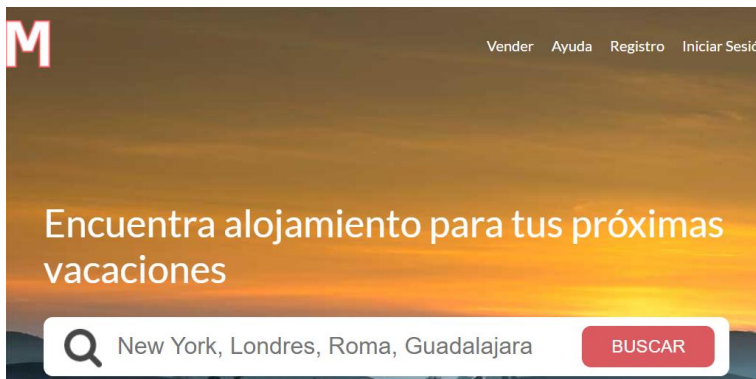 M
Vender Ayuda Registro Iniciar Sesió
Encuentra alojamiento para tus próximas
vacaciones
New York, Londres, Roma, Guadalajara BUSCAR